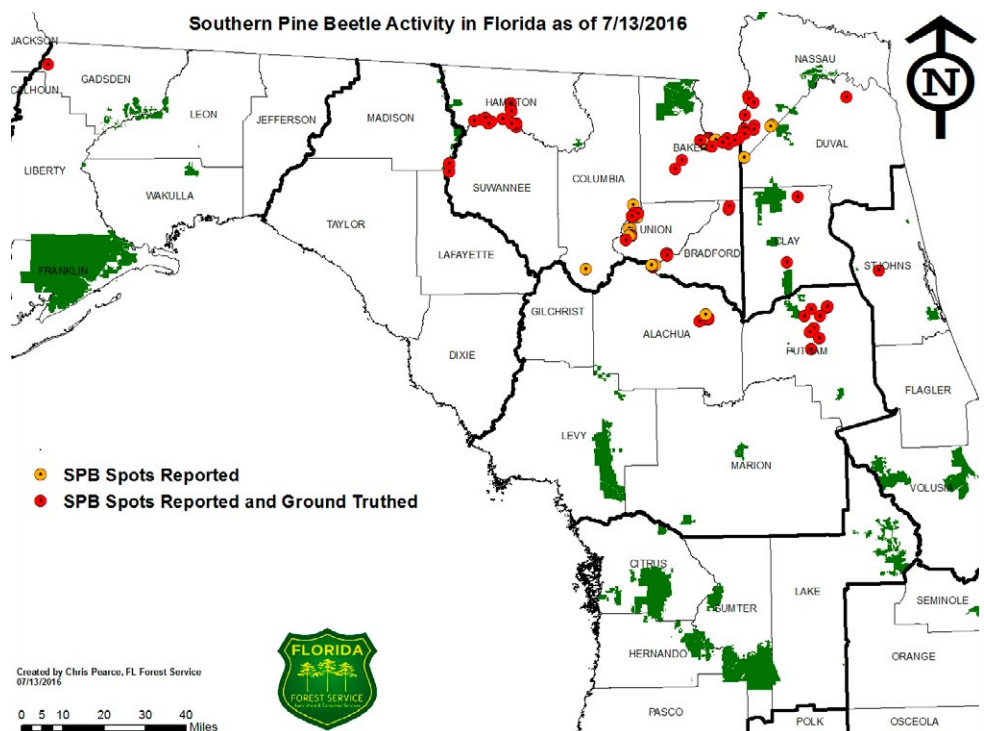 Southern Pine Beetle Activity in Florida as of 7/13/2016
JACKSON
GADSDEN
CALHOUN
LEON
JEFFERSON
MADISON
HAMILTON
NASSAU
N
BAKER
DUVAL
LIBERTY
WAKULLA
SUWANNEE
COLUMBIA
TAYLOR
UNION
LAFAYETTE
BRADFORD
CLAY
ST JOHNS
FRANKLIN
GILCHRIST
ALACHUA
PUTNAM
DIXIE
FLAGLER
LEVY
MARION
VOLUSIA
SPB Spots Reported
SPB Spots Reported and Ground Truthed
CITRUS
LAKE
SUMTER
SEMINOLE
HERNANDO
ORANGE
PASCO
POLK
OSCEOLA
FLORIDA
FOREST SERVICE
Agriculture & Consumer Services
Created by Chris Pearce, FL Forest Service
07/13/2016
0 5 10 20 30 40
Miles